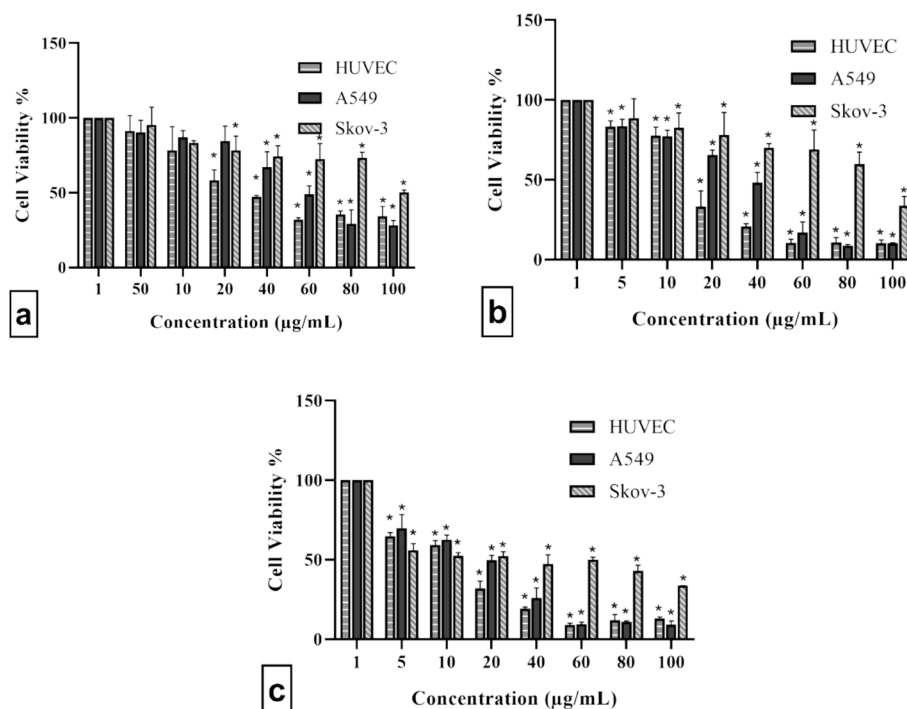 150
100
50
0
Cell Viability %
HUVEC
A549
Skov-3
* * * * * * * * * * * * * *
1 50 10 20 40 60 80 100
Concentration (µg/mL)
a
150
100
50
0
Cell Viability %
HUVEC
A549
Skov-3
* * * * * * * * * * * * * * * * * * * *
1 5 10 20 40 60 80 100
Concentration (µg/mL)
b
150
100
50
0
Cell Viability %
HUVEC
A549
Skov-3
* * * * * * * * * * * * * * * * * * * * *
1 5 10 20 40 60 80 100
Concentration (µg/mL)
c